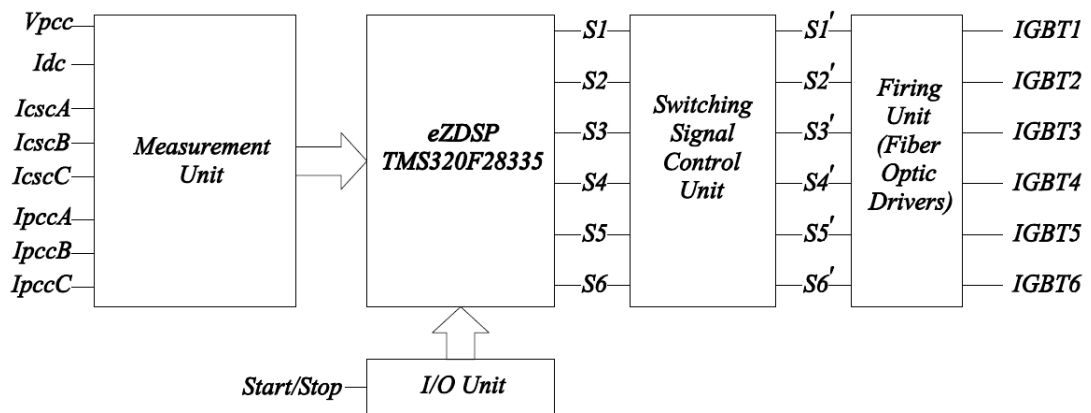 Vpcc
Idc
IcscA
IcscB
IcscC
IpccA
IpccB
IpccC
Measurement
Unit
eZDSP
TMS320F28335
S1
S2
S3
S4
S5
S6
Switching
Signal
Control
Unit
S1'
S2'
S3'
S4'
S5'
S6'
Firing
Unit
(Fiber
Optic
Drivers)
IGBT1
IGBT2
IGBT3
IGBT4
IGBT5
IGBT6
Start/Stop
I/O Unit